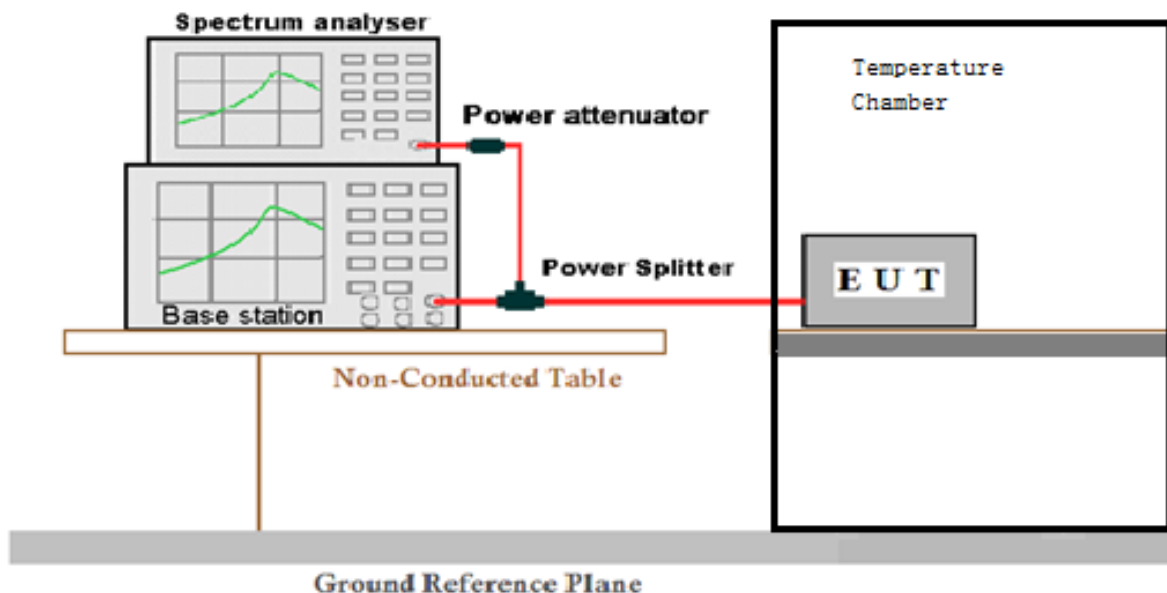 Spectrum analyser
Temperature
Chamber
Power attenuator
Power Splitter
E U T
Base station
Non-Conducted Table
Ground Reference Plane